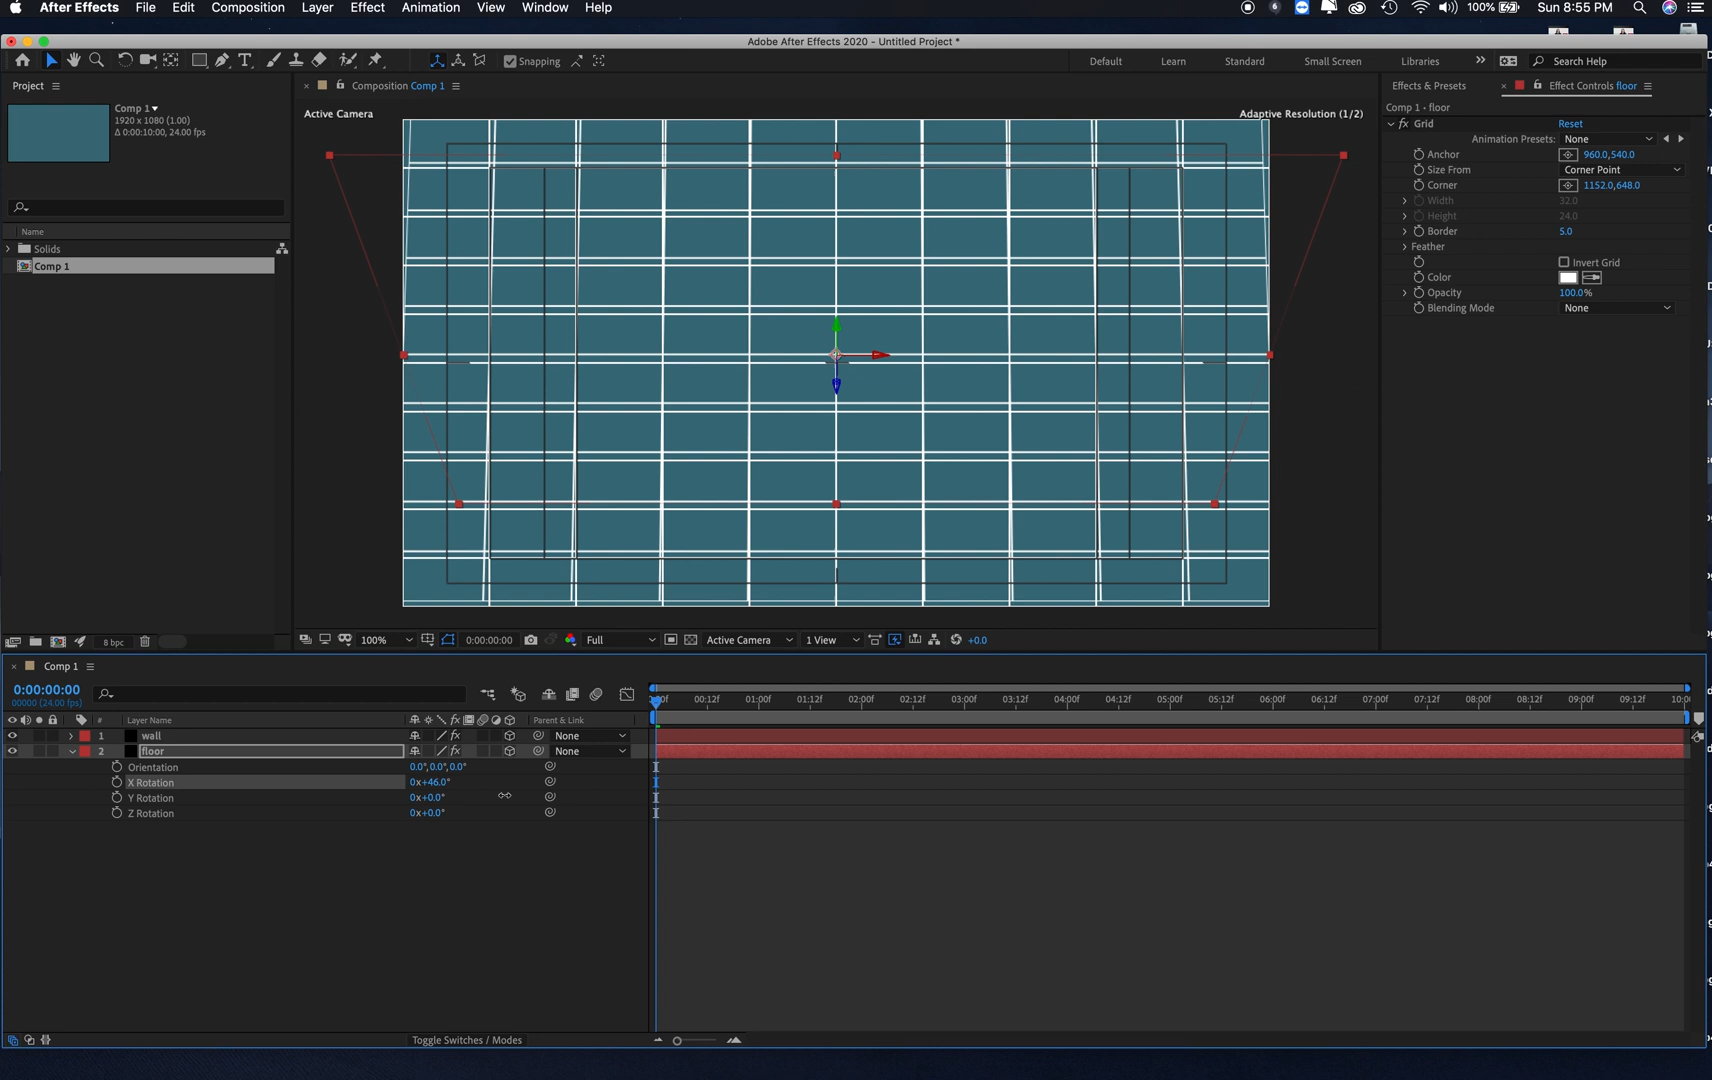 After Effects File Edit Composition Layer Effect Animation View Window Help 6 100% Sun 8:55 PM
Adobe After Effects 2020 - Untitled Project *
Snapping Default Learn Standard Small Screen Libraries Search Help
Project
Composition Comp 1
Effects & Presets Effect Controls floor
Comp 1
1920 x 1080 (1.00)
Δ 0:00:10:00, 24.00 fps
Active Camera
Adaptive Resolution (1/2)
Comp 1 • floor
fx Grid Reset
Animation Presets: None
Anchor 960.0,540.0
Size From Corner Point
Corner 1152.0,648.0
Width 32.0
Height 24.0
Border 5.0
Feather
Invert Grid
Color
Opacity 100.0%
Blending Mode None
Name
Solids
Comp 1
8 bpc
100% 0:00:00:00 Full Active Camera 1 View +0.0
Comp 1
0:00:00:00
00000 (24.00 fps)
00:12f 01:00f 01:12f 02:00f 02:12f 03:00f 03:12f 04:00f 04:12f 05:00f 05:12f 06:00f 06:12f 07:00f 07:12f 08:00f 08:12f 09:00f 09:12f
# Layer Name fx Parent & Link
1 wall fx None
2 floor fx None
Orientation 0.0°,0.0°,0.0°
X Rotation 0x+46.0°
Y Rotation 0x+0.0°
Z Rotation 0x+0.0°
Toggle Switches / Modes